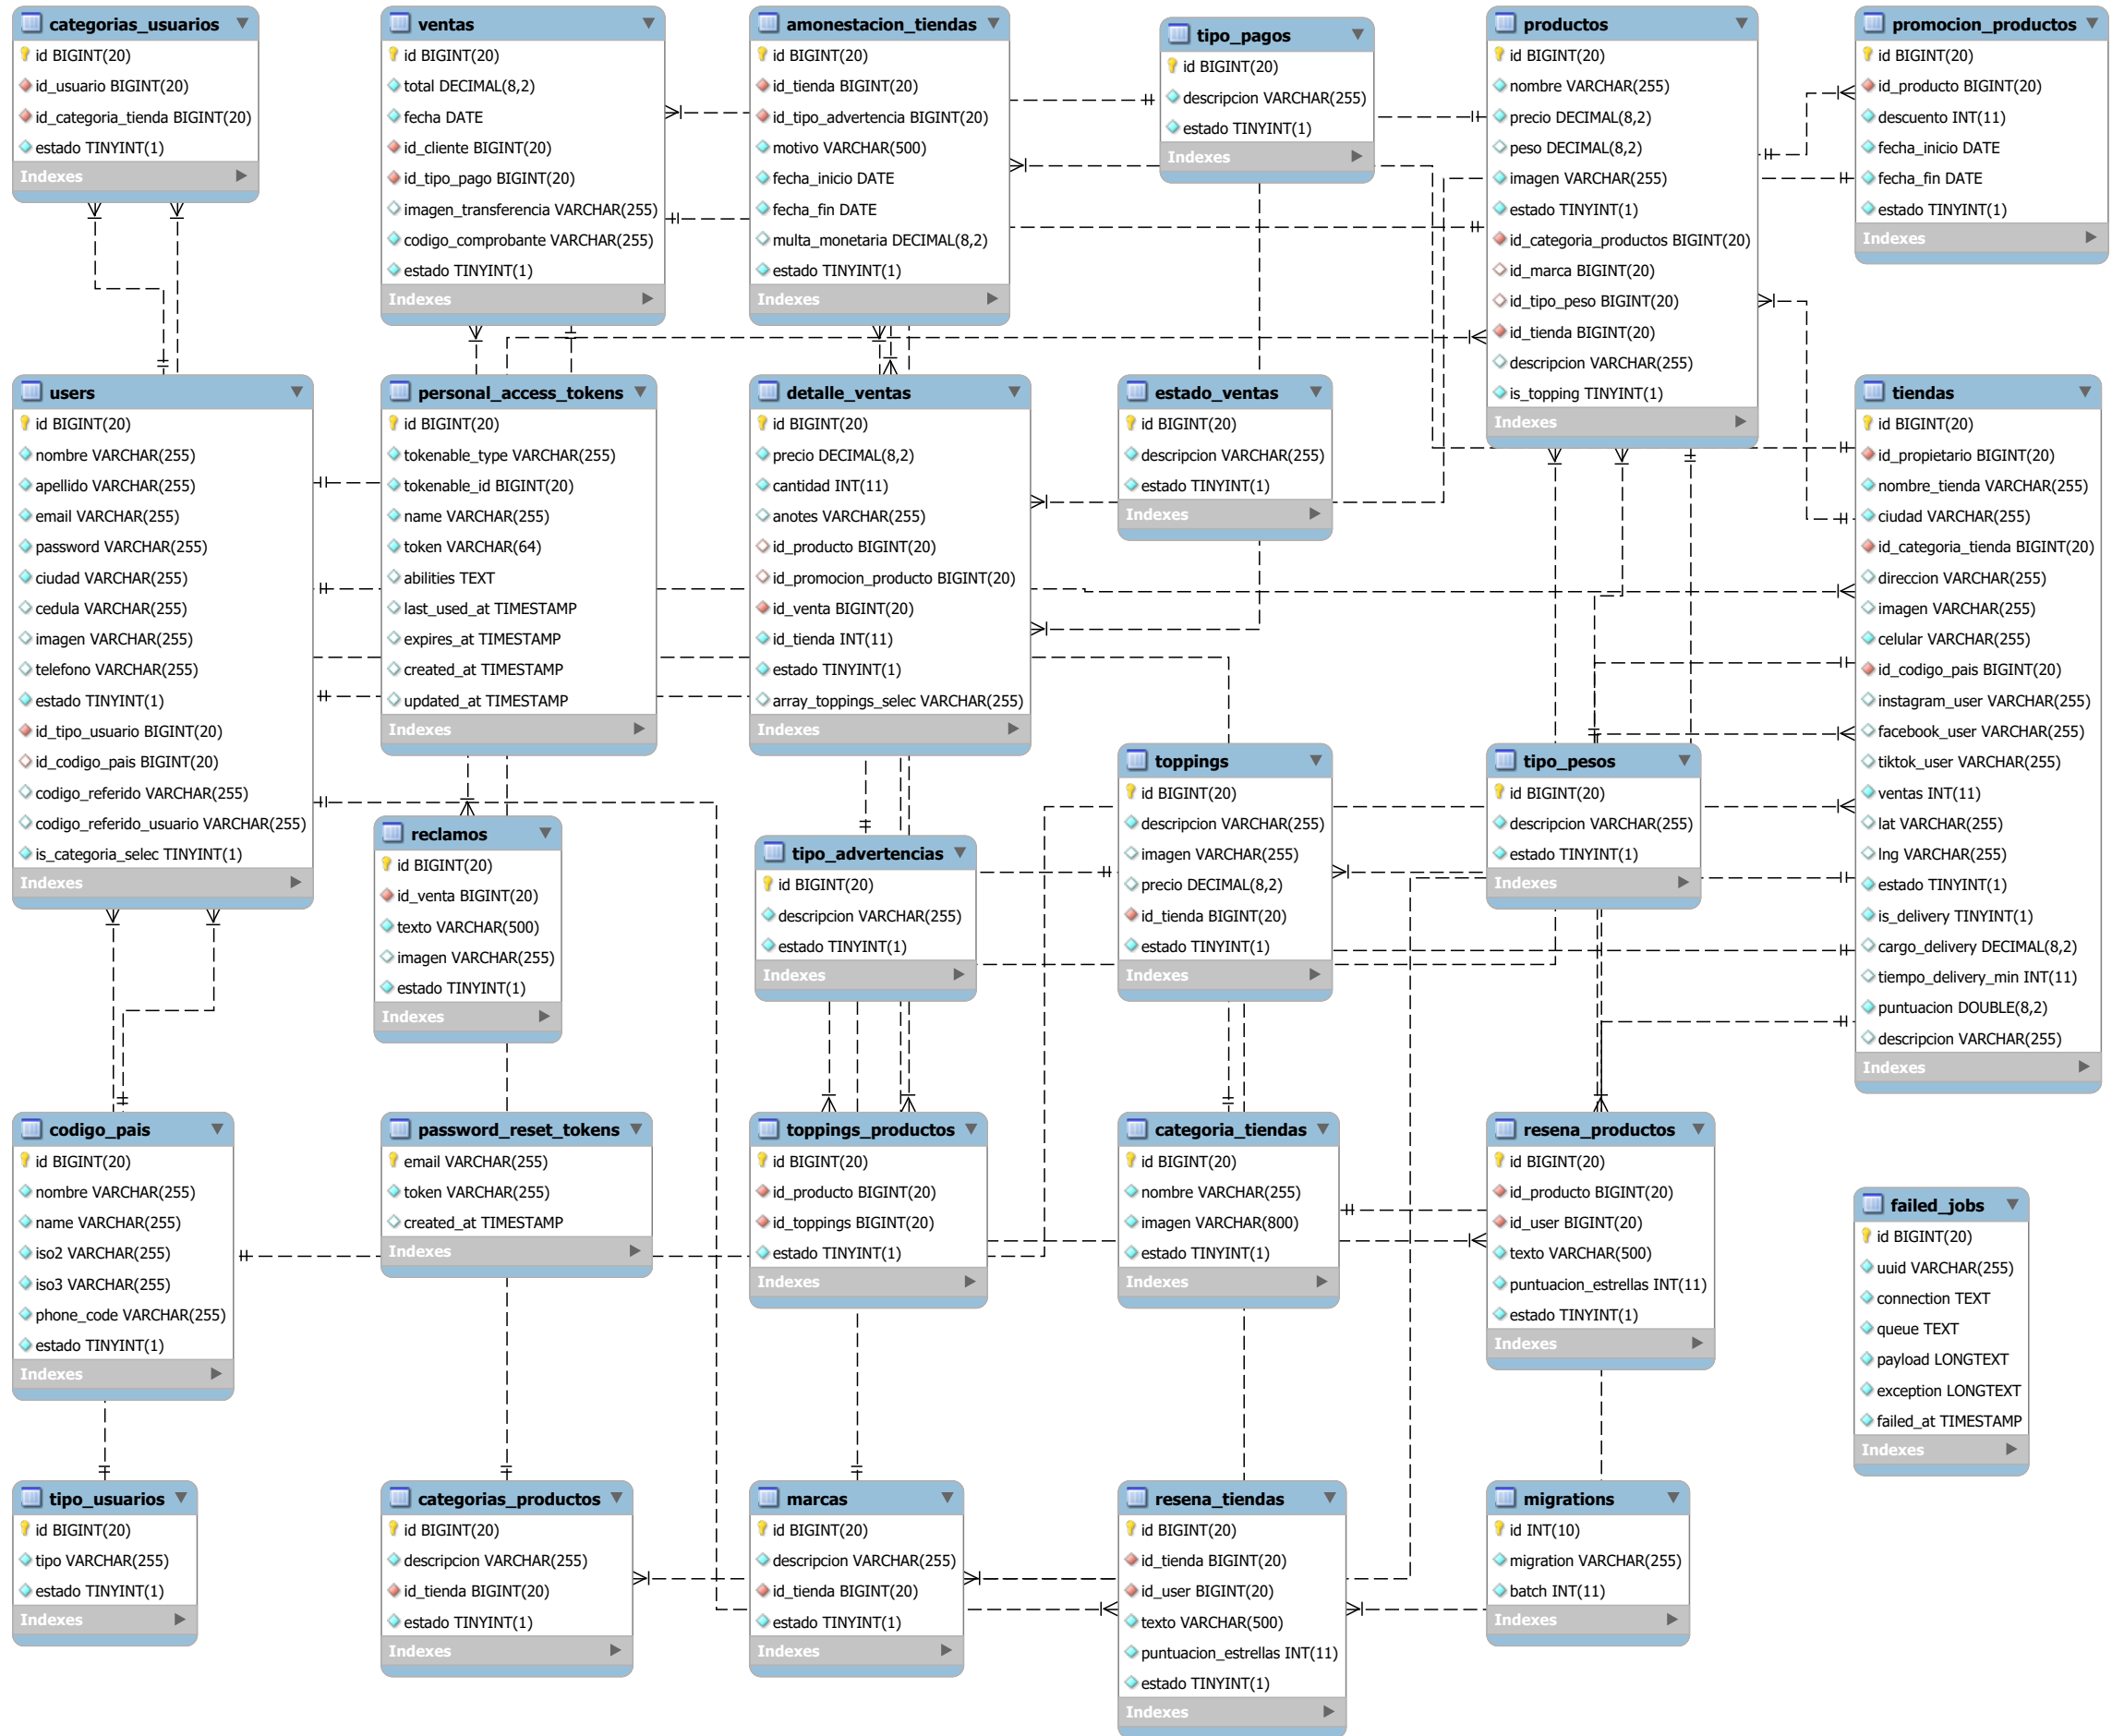 categorias_usuarios
id BIGINT(20)
id_usuario BIGINT(20)
id_categoria_tienda BIGINT(20)
estado TINYINT(1)
Indexes
ventas
id BIGINT(20)
total DECIMAL(8,2)
fecha DATE
id_cliente BIGINT(20)
id_tipo_pago BIGINT(20)
imagen_transferencia VARCHAR(255)
codigo_comprobante VARCHAR(255)
estado TINYINT(1)
Indexes
amonestacion_tiendas
id BIGINT(20)
id_tienda BIGINT(20)
id_tipo_advertencia BIGINT(20)
motivo VARCHAR(500)
fecha_inicio DATE
fecha_fin DATE
multa_monetaria DECIMAL(8,2)
estado TINYINT(1)
Indexes
tipo_pagos
id BIGINT(20)
descripcion VARCHAR(255)
estado TINYINT(1)
Indexes
productos
id BIGINT(20)
nombre VARCHAR(255)
precio DECIMAL(8,2)
peso DECIMAL(8,2)
imagen VARCHAR(255)
estado TINYINT(1)
id_categoria_productos BIGINT(20)
id_marca BIGINT(20)
id_tipo_peso BIGINT(20)
id_tienda BIGINT(20)
descripcion VARCHAR(255)
is_topping TINYINT(1)
Indexes
promocion_productos
id BIGINT(20)
id_producto BIGINT(20)
descuento INT(11)
fecha_inicio DATE
fecha_fin DATE
estado TINYINT(1)
Indexes
users
id BIGINT(20)
nombre VARCHAR(255)
apellido VARCHAR(255)
email VARCHAR(255)
password VARCHAR(255)
ciudad VARCHAR(255)
cedula VARCHAR(255)
imagen VARCHAR(255)
telefono VARCHAR(255)
estado TINYINT(1)
id_tipo_usuario BIGINT(20)
id_codigo_pais BIGINT(20)
codigo_referido VARCHAR(255)
codigo_referido_usuario VARCHAR(255)
is_categoria_selec TINYINT(1)
Indexes
personal_access_tokens
id BIGINT(20)
tokenable_type VARCHAR(255)
tokenable_id BIGINT(20)
name VARCHAR(255)
token VARCHAR(64)
abilities TEXT
last_used_at TIMESTAMP
expires_at TIMESTAMP
created_at TIMESTAMP
updated_at TIMESTAMP
Indexes
detalle_ventas
id BIGINT(20)
precio DECIMAL(8,2)
cantidad INT(11)
anotes VARCHAR(255)
id_producto BIGINT(20)
id_promocion_producto BIGINT(20)
id_venta BIGINT(20)
id_tienda INT(11)
estado TINYINT(1)
array_toppings_selec VARCHAR(255)
Indexes
estado_ventas
id BIGINT(20)
descripcion VARCHAR(255)
estado TINYINT(1)
Indexes
tiendas
id BIGINT(20)
id_propietario BIGINT(20)
nombre_tienda VARCHAR(255)
ciudad VARCHAR(255)
id_categoria_tienda BIGINT(20)
direccion VARCHAR(255)
imagen VARCHAR(255)
celular VARCHAR(255)
id_codigo_pais BIGINT(20)
instagram_user VARCHAR(255)
facebook_user VARCHAR(255)
tiktok_user VARCHAR(255)
ventas INT(11)
lat VARCHAR(255)
lng VARCHAR(255)
estado TINYINT(1)
is_delivery TINYINT(1)
cargo_delivery DECIMAL(8,2)
tiempo_delivery_min INT(11)
puntuacion DOUBLE(8,2)
descripcion VARCHAR(255)
Indexes
reclamos
id BIGINT(20)
id_venta BIGINT(20)
texto VARCHAR(500)
imagen VARCHAR(255)
estado TINYINT(1)
Indexes
tipo_advertencias
id BIGINT(20)
descripcion VARCHAR(255)
estado TINYINT(1)
Indexes
toppings
id BIGINT(20)
descripcion VARCHAR(255)
imagen VARCHAR(255)
precio DECIMAL(8,2)
id_tienda BIGINT(20)
estado TINYINT(1)
Indexes
tipo_pesos
id BIGINT(20)
descripcion VARCHAR(255)
estado TINYINT(1)
Indexes
codigo_pais
id BIGINT(20)
nombre VARCHAR(255)
name VARCHAR(255)
iso2 VARCHAR(255)
iso3 VARCHAR(255)
phone_code VARCHAR(255)
estado TINYINT(1)
Indexes
password_reset_tokens
email VARCHAR(255)
token VARCHAR(255)
created_at TIMESTAMP
Indexes
toppings_productos
id BIGINT(20)
id_producto BIGINT(20)
id_toppings BIGINT(20)
estado TINYINT(1)
Indexes
categoria_tiendas
id BIGINT(20)
nombre VARCHAR(255)
imagen VARCHAR(800)
estado TINYINT(1)
Indexes
resena_productos
id BIGINT(20)
id_producto BIGINT(20)
id_user BIGINT(20)
texto VARCHAR(500)
puntuacion_estrellas INT(11)
estado TINYINT(1)
Indexes
failed_jobs
id BIGINT(20)
uuid VARCHAR(255)
connection TEXT
queue TEXT
payload LONGTEXT
exception LONGTEXT
failed_at TIMESTAMP
Indexes
tipo_usuarios
id BIGINT(20)
tipo VARCHAR(255)
estado TINYINT(1)
Indexes
categorias_productos
id BIGINT(20)
descripcion VARCHAR(255)
id_tienda BIGINT(20)
estado TINYINT(1)
Indexes
marcas
id BIGINT(20)
descripcion VARCHAR(255)
id_tienda BIGINT(20)
estado TINYINT(1)
Indexes
resena_tiendas
id BIGINT(20)
id_tienda BIGINT(20)
id_user BIGINT(20)
texto VARCHAR(500)
puntuacion_estrellas INT(11)
estado TINYINT(1)
Indexes
migrations
id INT(10)
migration VARCHAR(255)
batch INT(11)
Indexes